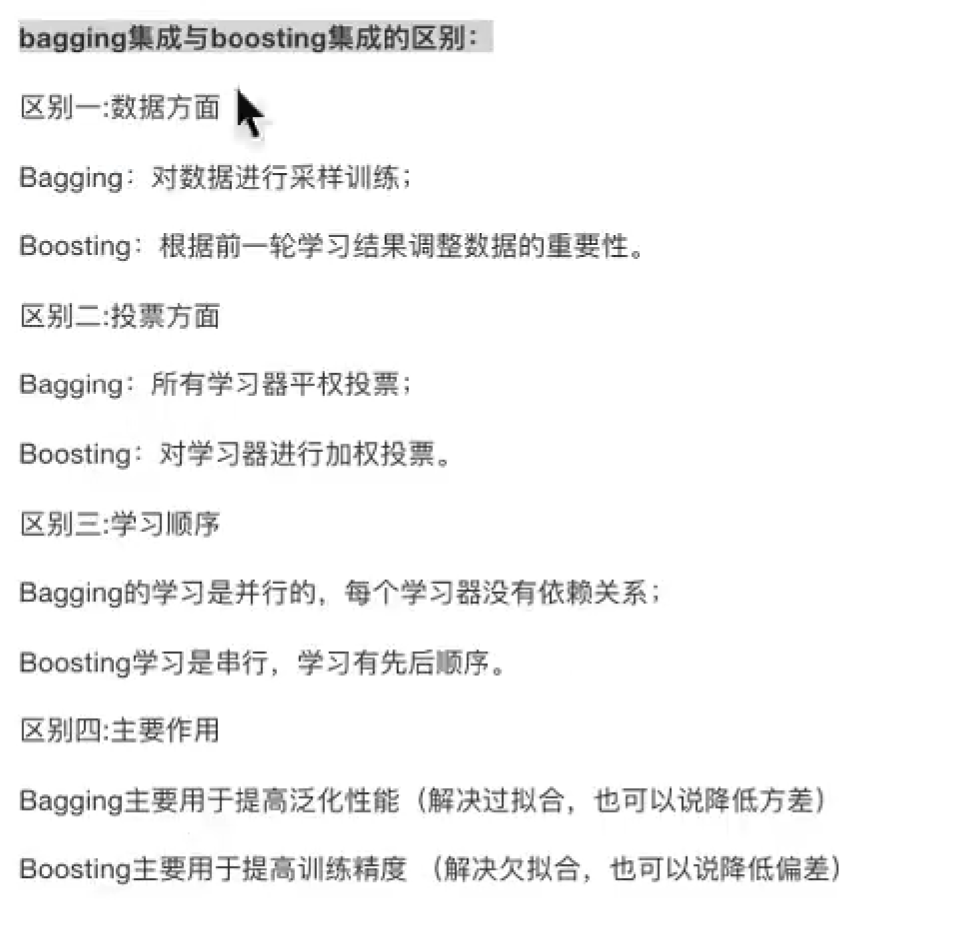 bagging集成与boosting集成的区别：
区别一:数据方面
Bagging：对数据进行采样训练；
Boosting：根据前一轮学习结果调整数据的重要性。
区别二:投票方面
Bagging：所有学习器平权投票；
Boosting：对学习器进行加权投票。
区别三:学习顺序
Bagging的学习是并行的，每个学习器没有依赖关系；
Boosting学习是串行，学习有先后顺序。
区别四:主要作用
Bagging主要用于提高泛化性能（解决过拟合，也可以说降低方差）
Boosting主要用于提高训练精度 （解决欠拟合，也可以说降低偏差）